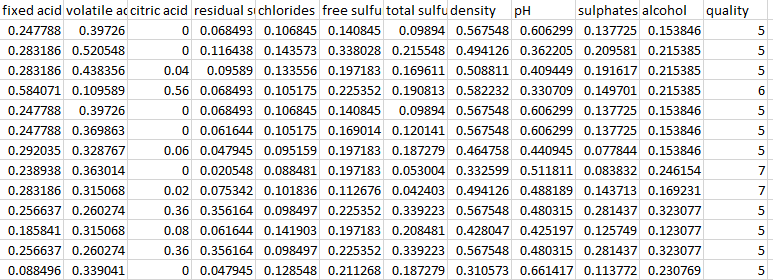 fixed acid volatile ac citric acid residual s chlorides free sulfu total sulfu density pH sulphates alcohol quality
0.247788 0.39726 0 0.068493 0.106845 0.140845 0.09894 0.567548 0.606299 0.137725 0.153846 5
0.283186 0.520548 0 0.116438 0.143573 0.338028 0.215548 0.494126 0.362205 0.209581 0.215385 5
0.283186 0.438356 0.04 0.09589 0.133556 0.197183 0.169611 0.508811 0.409449 0.191617 0.215385 5
0.584071 0.109589 0.56 0.068493 0.105175 0.225352 0.190813 0.582232 0.330709 0.149701 0.215385 6
0.247788 0.39726 0 0.068493 0.106845 0.140845 0.09894 0.567548 0.606299 0.137725 0.153846 5
0.247788 0.369863 0 0.061644 0.105175 0.169014 0.120141 0.567548 0.606299 0.137725 0.153846 5
0.292035 0.328767 0.06 0.047945 0.095159 0.197183 0.187279 0.464758 0.440945 0.077844 0.153846 5
0.238938 0.363014 0 0.020548 0.088481 0.197183 0.053004 0.332599 0.511811 0.083832 0.246154 7
0.283186 0.315068 0.02 0.075342 0.101836 0.112676 0.042403 0.494126 0.488189 0.143713 0.169231 7
0.256637 0.260274 0.36 0.356164 0.098497 0.225352 0.339223 0.567548 0.480315 0.281437 0.323077 5
0.185841 0.315068 0.08 0.061644 0.141903 0.197183 0.208481 0.428047 0.425197 0.125749 0.123077 5
0.256637 0.260274 0.36 0.356164 0.098497 0.225352 0.339223 0.567548 0.480315 0.281437 0.323077 5
0.088496 0.339041 0 0.047945 0.128548 0.211268 0.187279 0.310573 0.661417 0.113772 0.230769 5